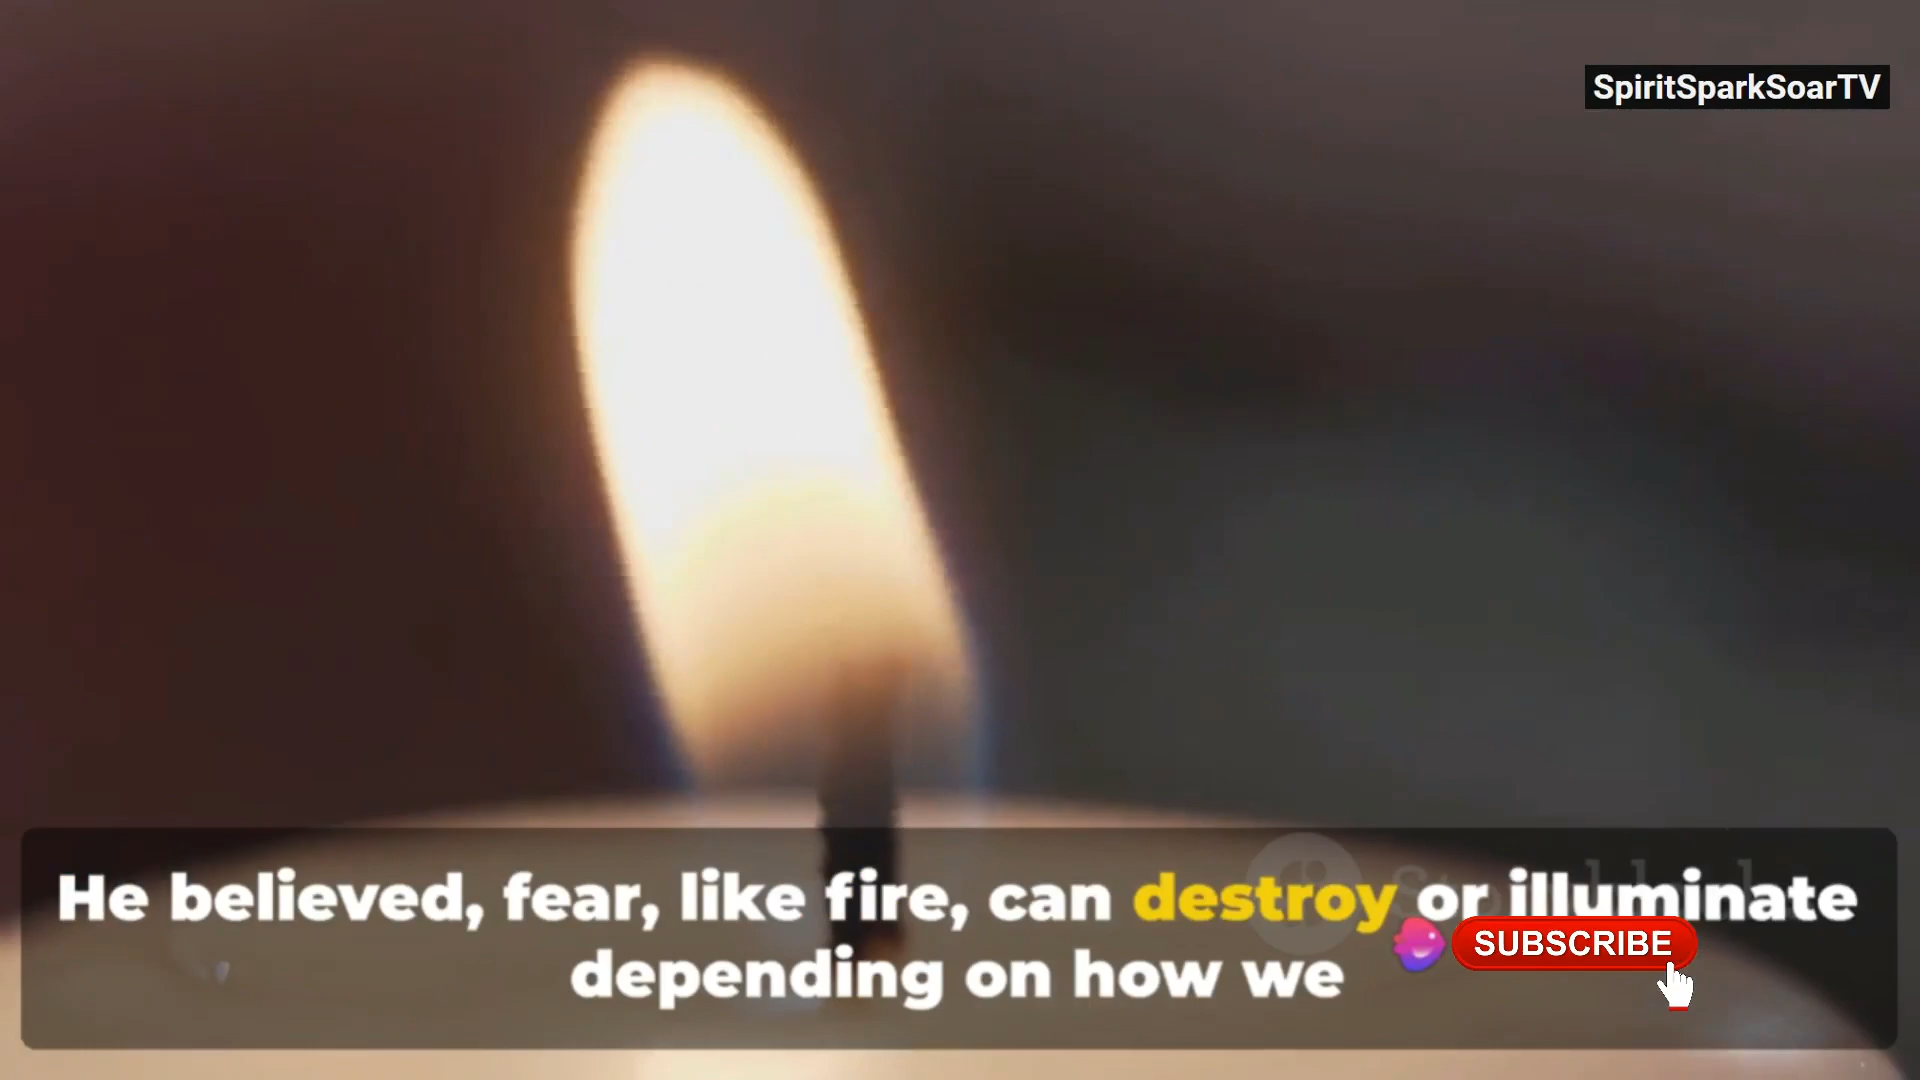 SpiritSparkSoarTV
He believed, fear, like fire, can destroy or illuminate
depending on how we
SUBSCRIBE